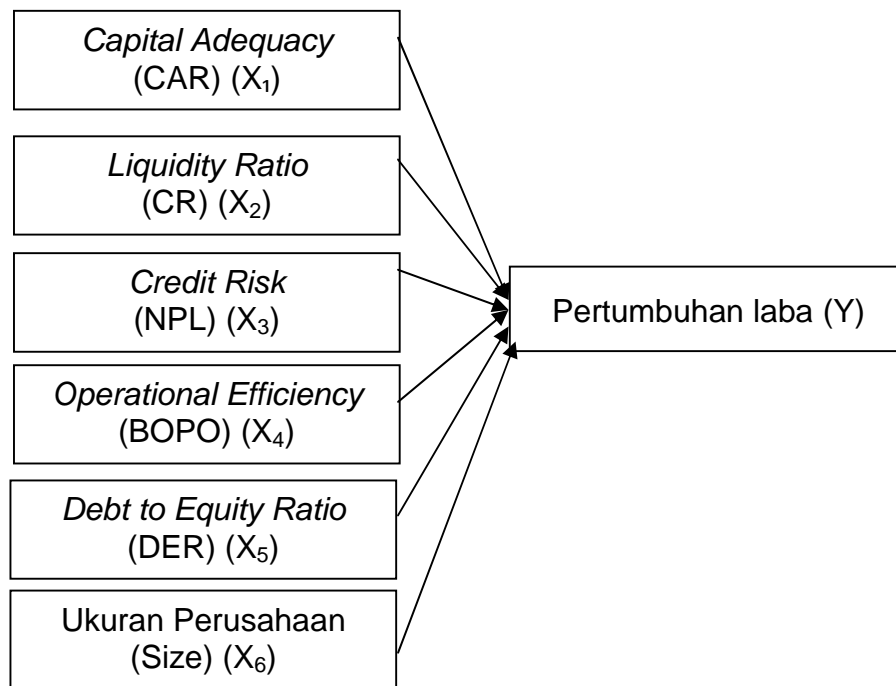 Capital Adequacy
(CAR) (X₁)
Liquidity Ratio
(CR) (X₂)
Credit Risk
(NPL) (X₃)
Pertumbuhan laba (Y)
Operational Efficiency
(BOPO) (X₄)
Debt to Equity Ratio
(DER) (X₅)
Ukuran Perusahaan
(Size) (X₆)